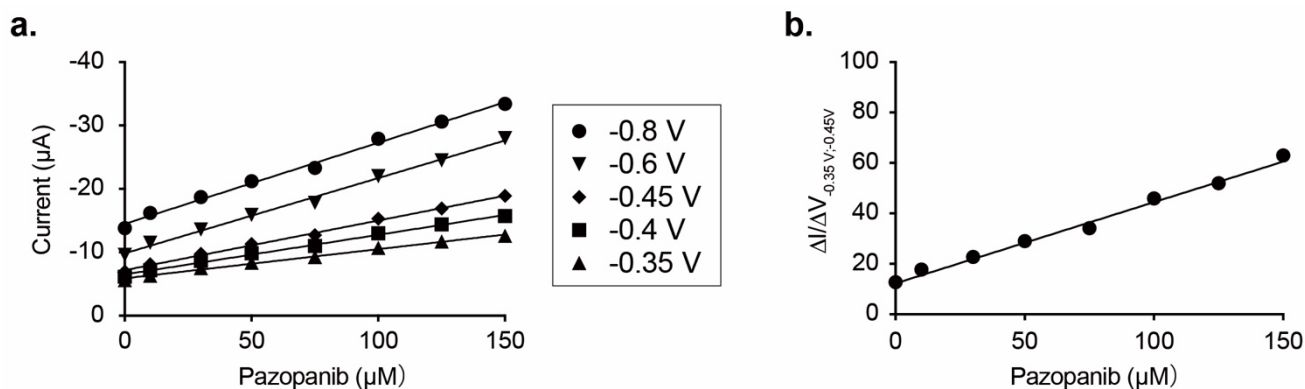 a.
Current (µA)
-40
-30
-20
-10
0
0 50 100 150
Pazopanib (µM)
-0.8 V
-0.6 V
-0.45 V
-0.4 V
-0.35 V
b.
ΔI/ΔV-0.35 V;-0.45V
100
80
60
40
20
0
0 50 100 150
Pazopanib (µM)